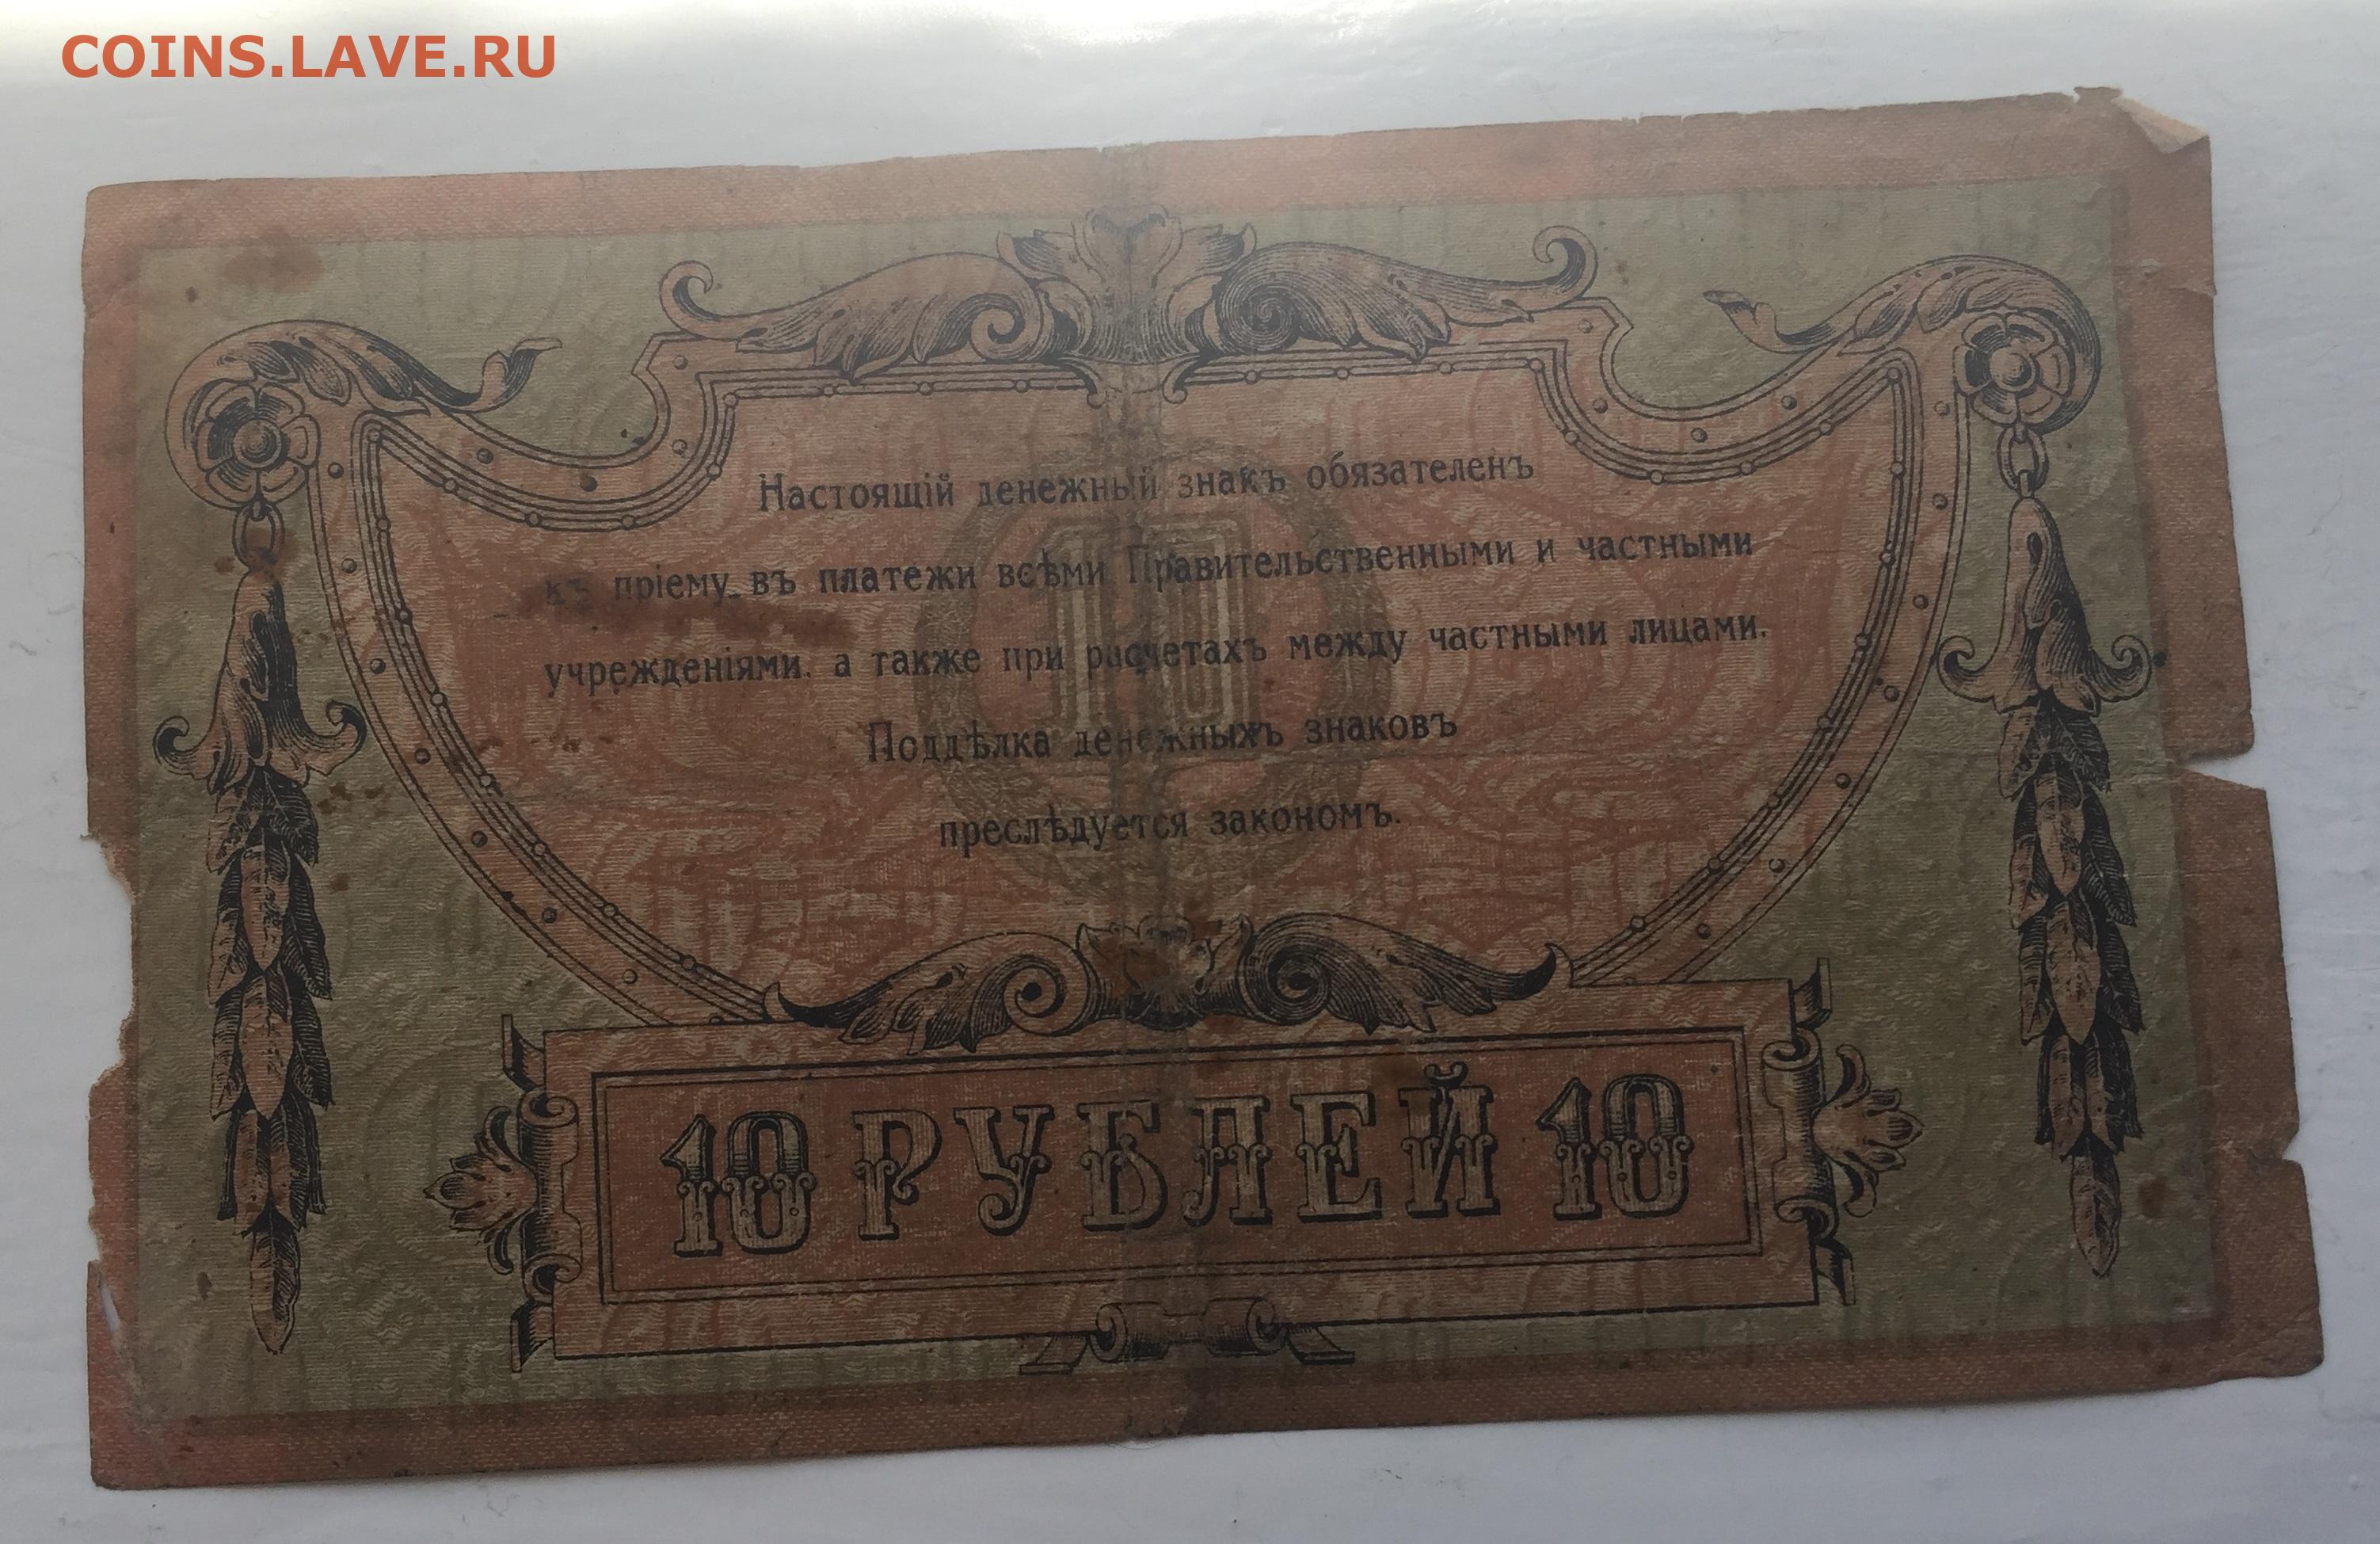 COINS.LAVE.RU
Настоящій денежный знакъ обязателенъ
къ пріему въ платежи всѣми Правительственными и частными
учрежденіями, а также при расчетахъ между частными лицами.
Поддѣлка денежныхъ знаковъ
преслѣдуется закономъ.
10
10 РУБЛЕЙ 10